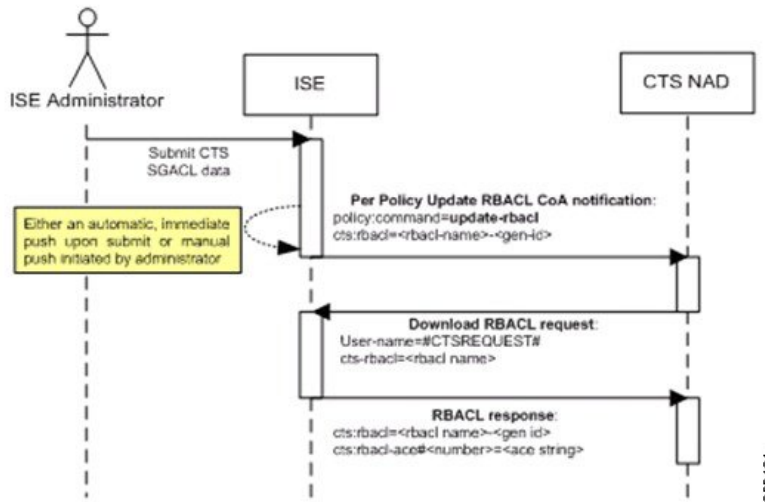 ISE
CTS NAD
ISE Administrator
Submit CTS
SGACL data
Per Policy Update RBACL CoA notification:
policy:command=update-rbacl
cts:rbacl=<rbacl-name>-<gen-id>
Either an automatic, immediate
push upon submit or manual
push initiated by administrator
Download RBACL request:
User-name=#CTSREQUEST#
cts-rbacl=<rbacl name>
RBACL response:
cts:rbacl=<rbacl name>-<gen id>
cts:rbacl-ace#<number>=<ace string>